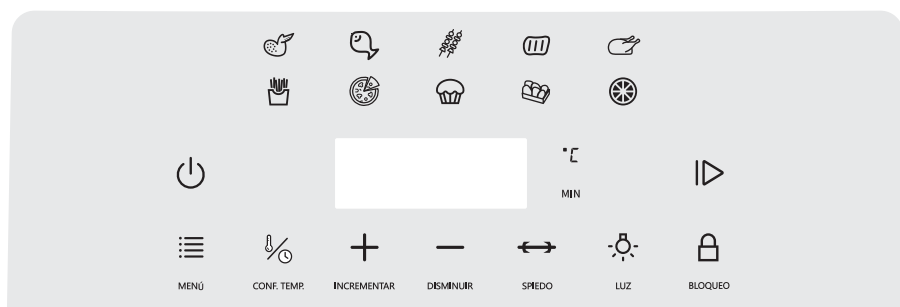 °C
MIN
MENÚ CONF. TEMP. INCREMENTAR DISMINUIR SPIEDO LUZ BLOQUEO